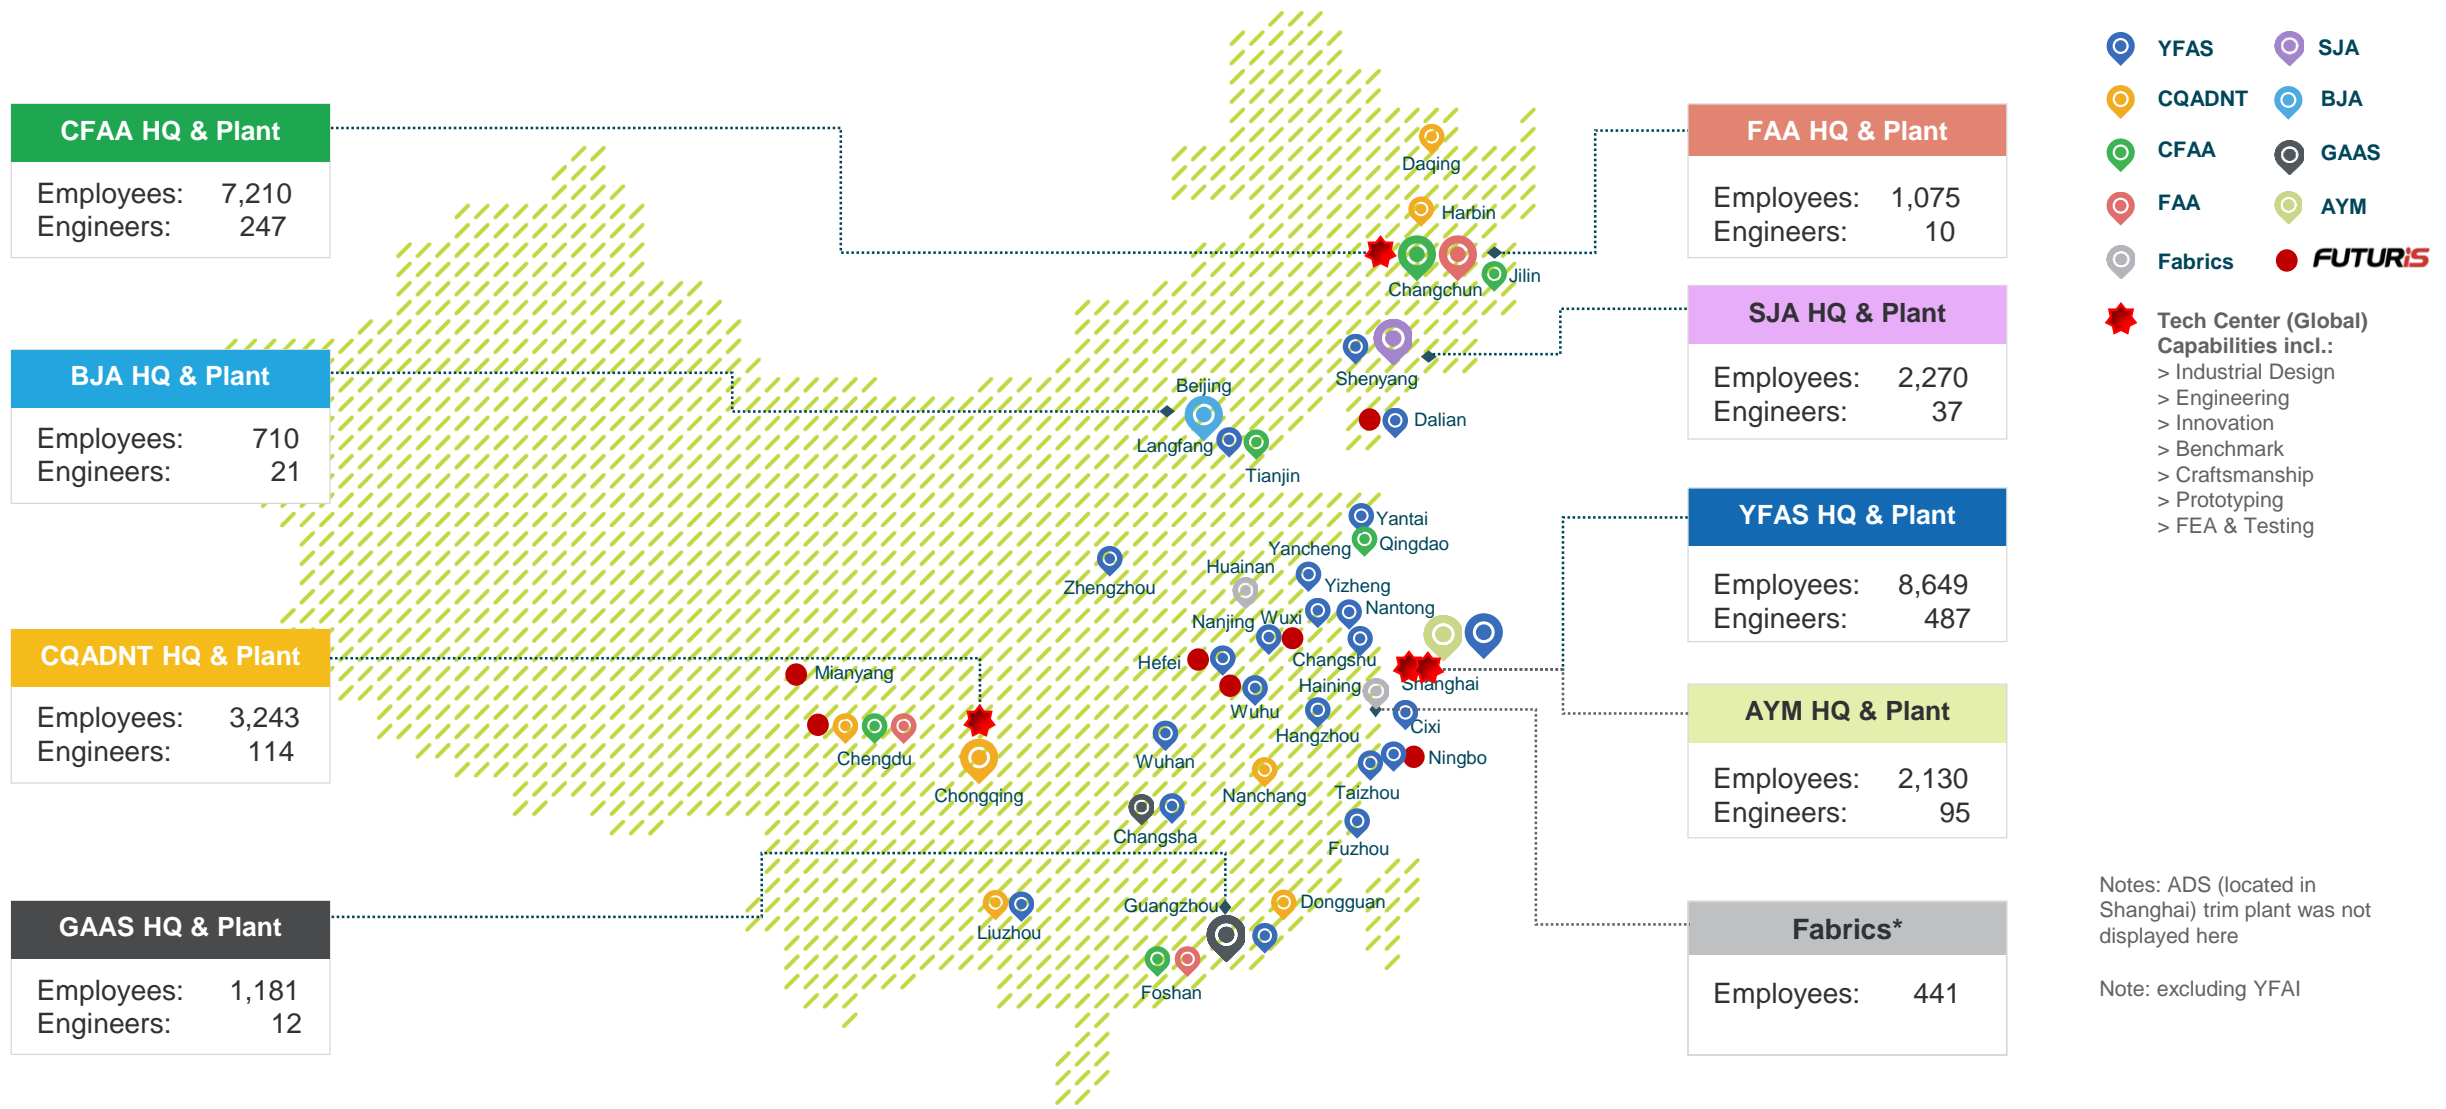 CFAA HQ & Plant
Employees: 7,210
Engineers: 247
BJA HQ & Plant
Employees: 710
Engineers: 21
CQADNT HQ & Plant
Employees: 3,243
Engineers: 114
GAAS HQ & Plant
Employees: 1,181
Engineers: 12
Daqing
Harbin
Changchun
Jilin
Shenyang
Beijing
Dalian
Langfang
Tianjin
Yantai
Qingdao
Yancheng
Huainan
Zhengzhou
Yizheng
Nantong
Nanjing
Wuxi
Changshu
Hefei
Mianyang
Haining
Shanghai
Wuhu
Hangzhou
Cixi
Chengdu
Wuhan
Ningbo
Chongqing
Nanchang
Taizhou
Changsha
Fuzhou
Guangzhou
Dongguan
Liuzhou
Foshan
FAA HQ & Plant
Employees: 1,075
Engineers: 10
SJA HQ & Plant
Employees: 2,270
Engineers: 37
YFAS HQ & Plant
Employees: 8,649
Engineers: 487
AYM HQ & Plant
Employees: 2,130
Engineers: 95
Fabrics*
Employees: 441
YFAS SJA
CQADNT BJA
CFAA GAAS
FAA AYM
Fabrics FUTURiS
Tech Center (Global)
Capabilities incl.:
> Industrial Design
> Engineering
> Innovation
> Benchmark
> Craftsmanship
> Prototyping
> FEA & Testing
Notes: ADS (located in
Shanghai) trim plant was not
displayed here
Note: excluding YFAI